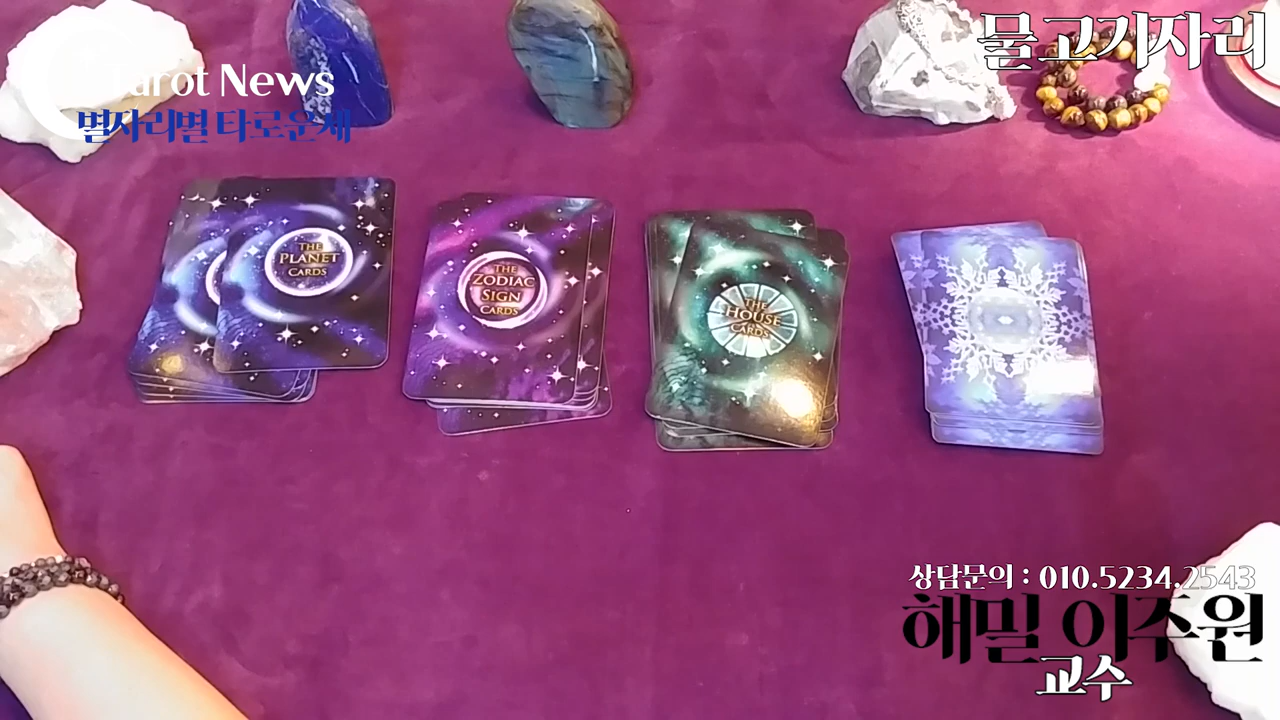 Tarot News
별자리별 타로운세
물고기자리
THE
PLANET
CARDS
THE
ZODIAC
SIGN
CARDS
THE
HOUSE
CARDS
상담문의 : 010.5234.2543
해밀 이주원
교수